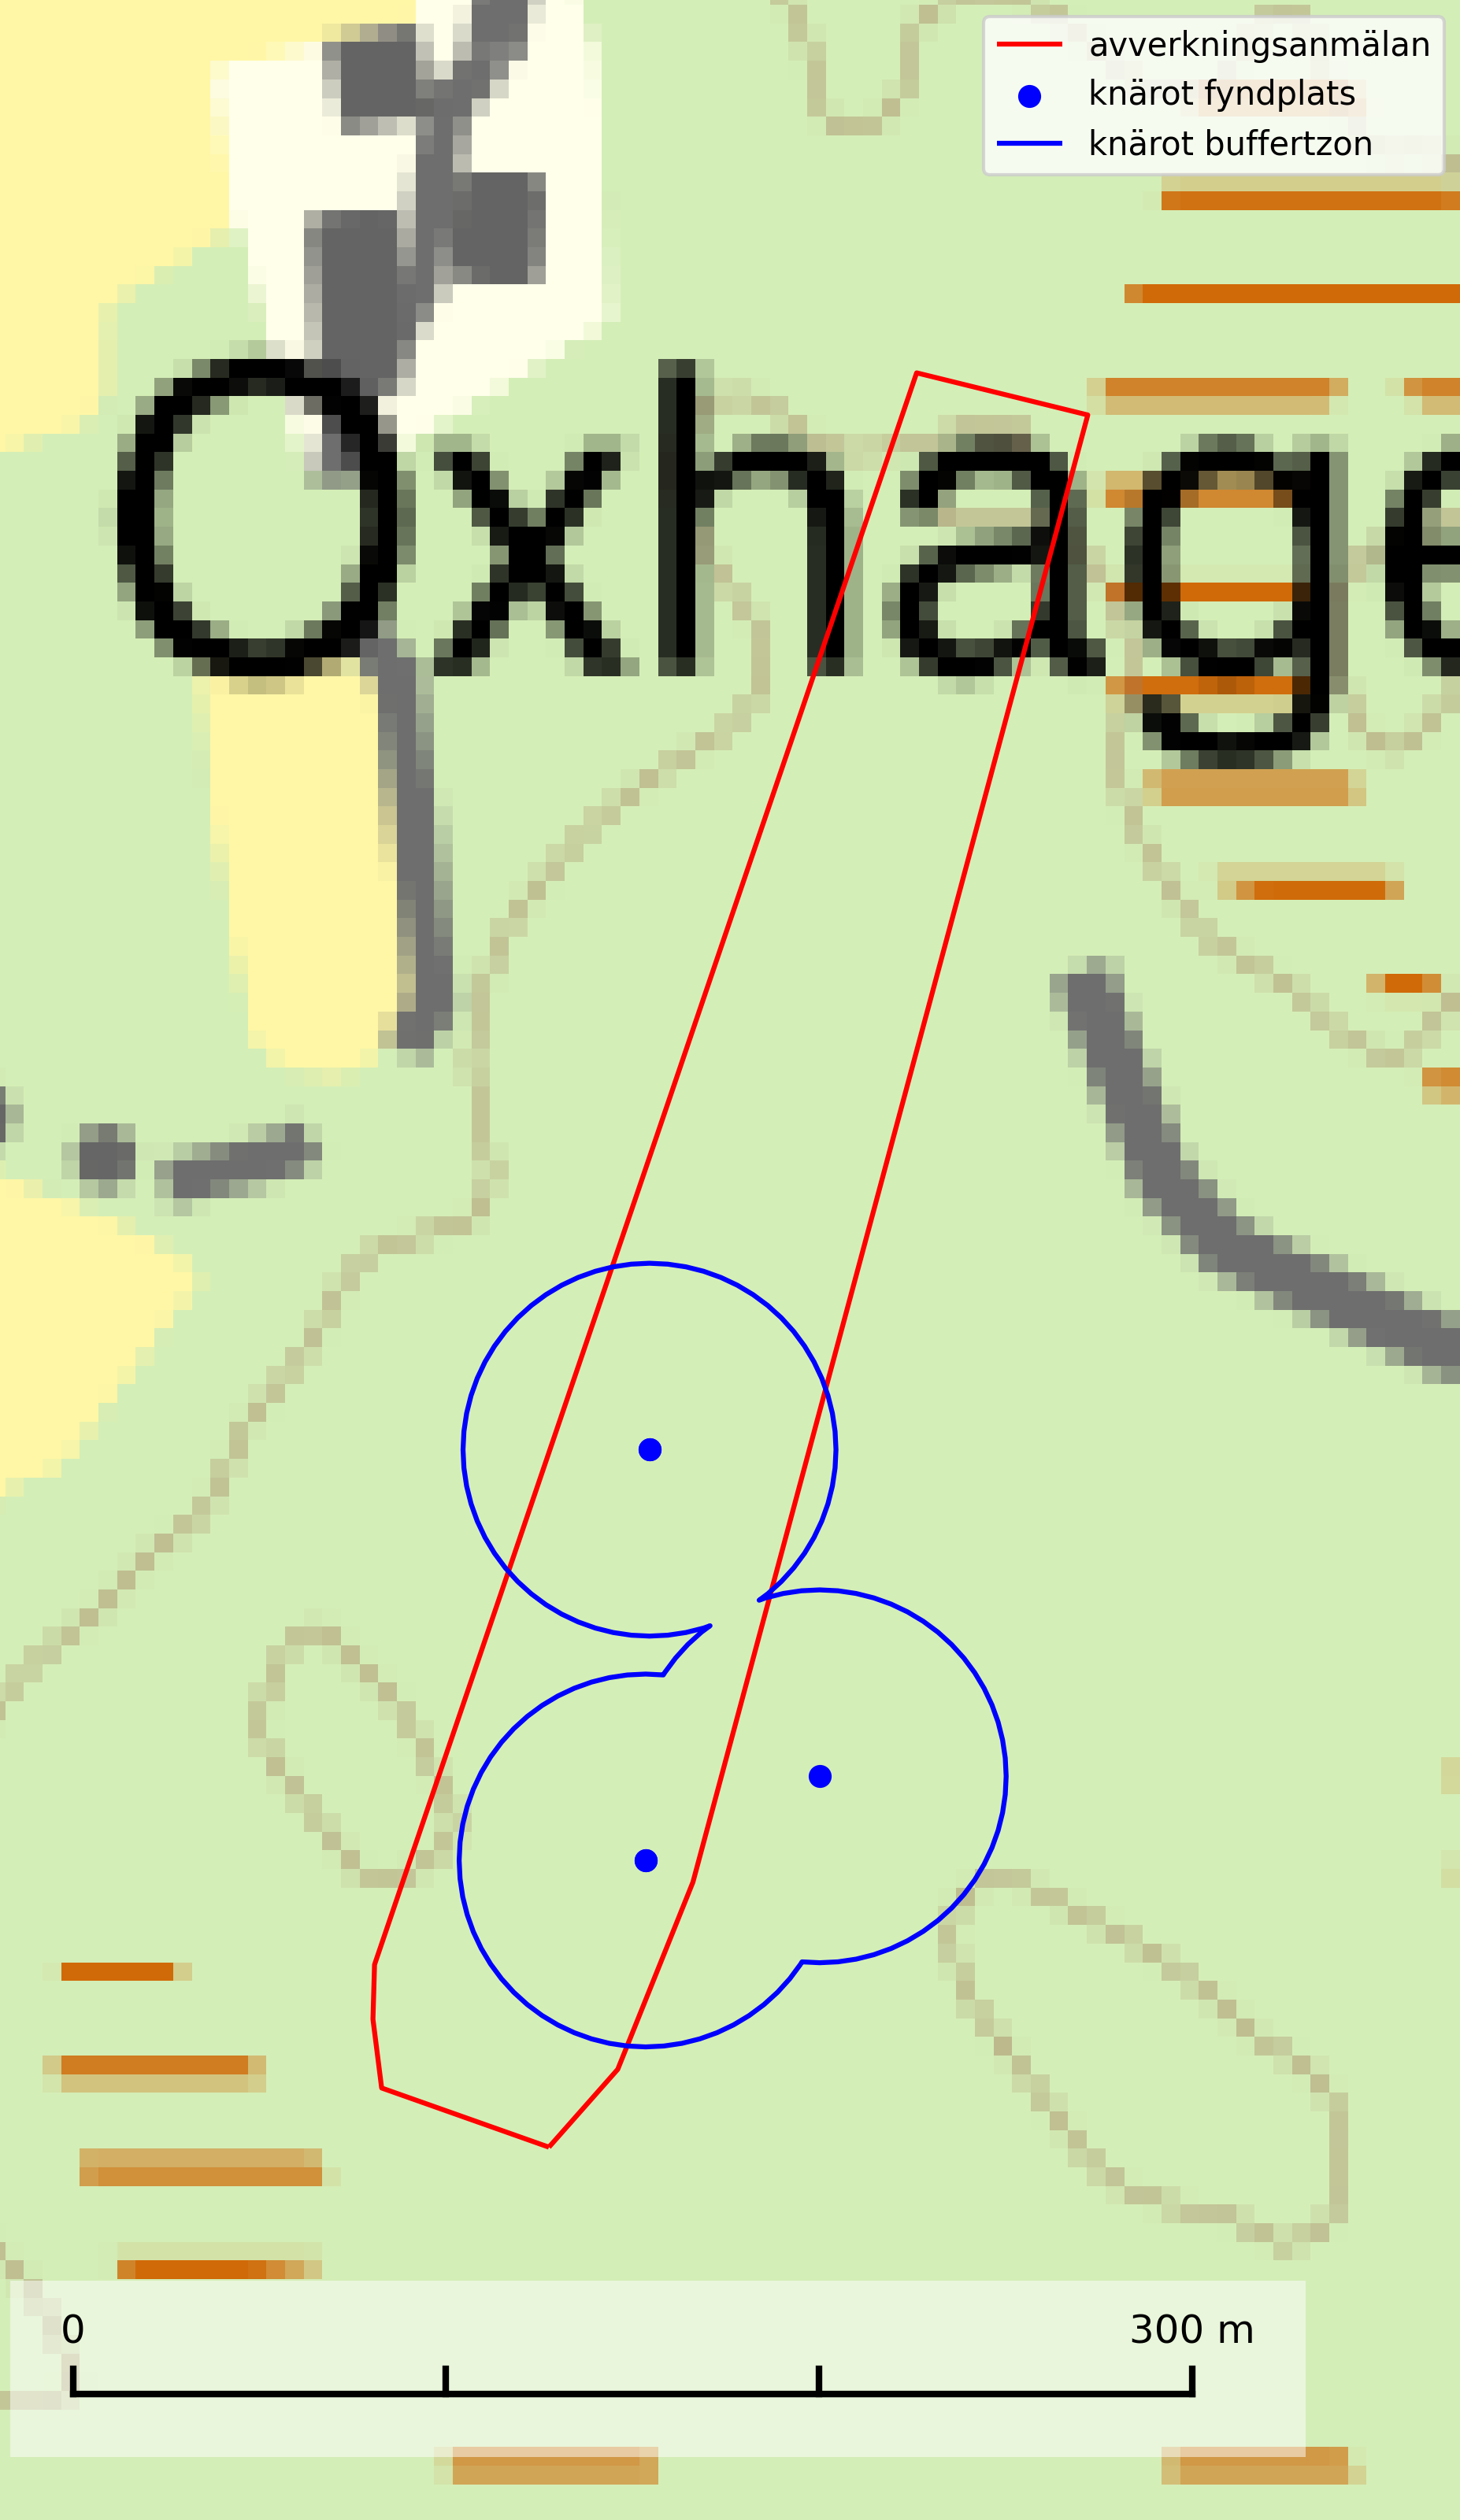 avverkningsanmälan
knärot fyndplats
knärot buffertzon
Oxhage
0 300 m